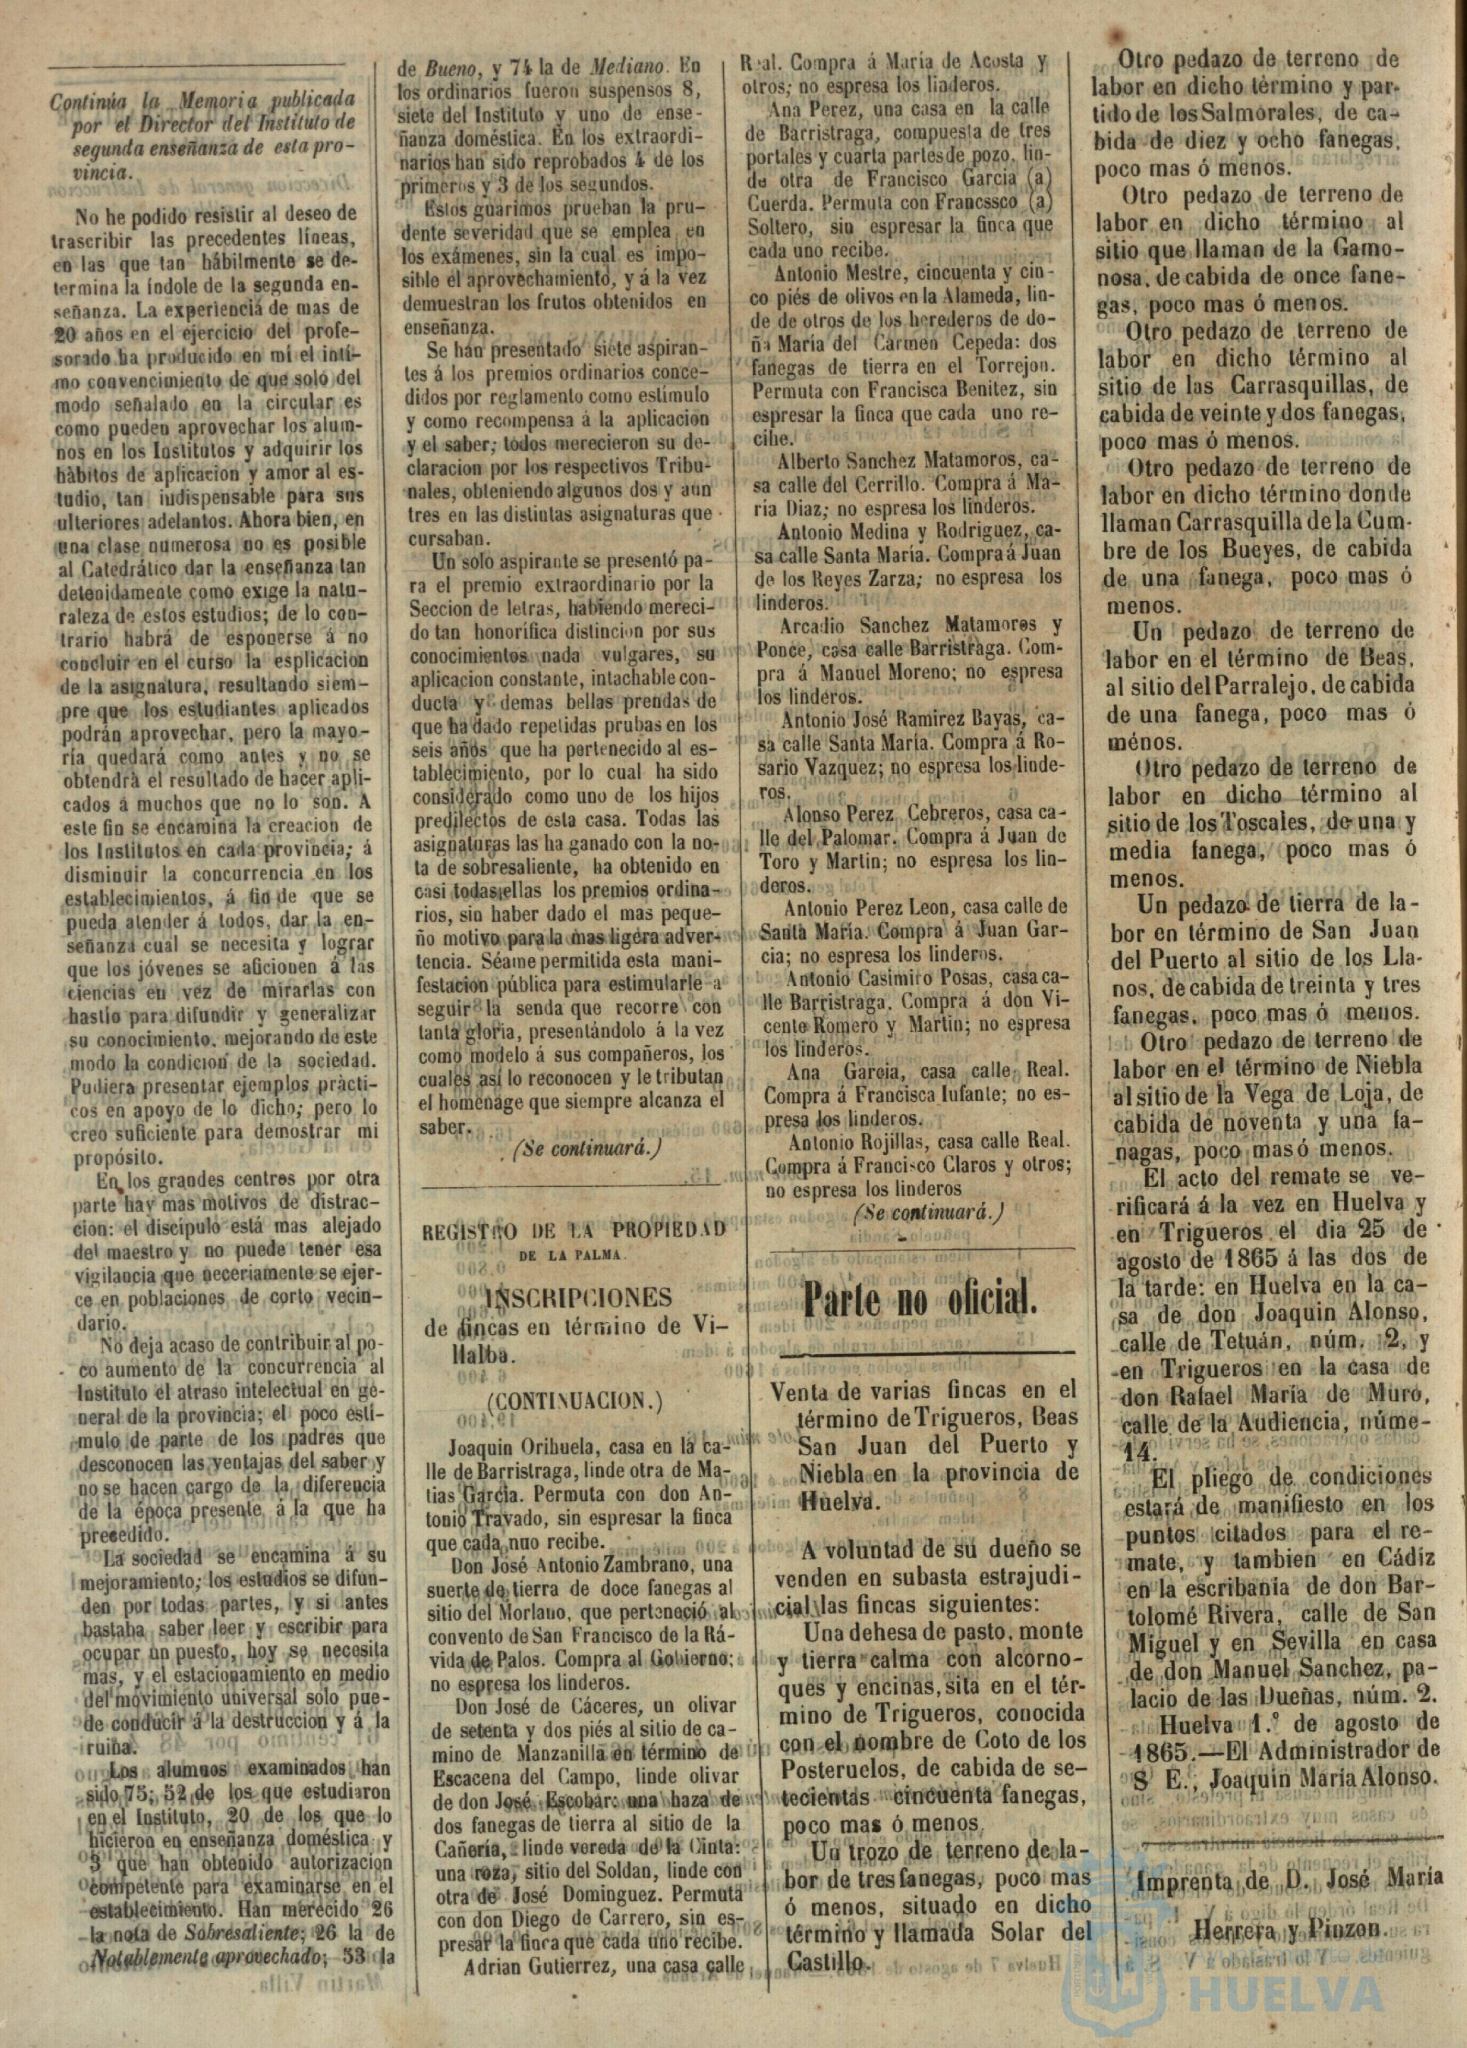 Continúa la Memoria publicada
por el Director del Instituto de
segunda enseñanza de esta pro-
vincia.
No he podido resistir al deseo de
trascribir las precedentes líneas,
en las que tan hábilmente se de-
termina la índole de la segunda en-
señanza. La experiencia de mas de
20 años en el ejercicio del profe-
sorado ha producido en mí el ínti-
mo convencimiento de que solo del
modo señalado en la circular es
como pueden aprovechar los alum-
nos en los Institutos y adquirir los
hábitos de aplicacion y amor al es-
tudio, tan indispensable para sus
ulteriores adelantos. Ahora bien, en
una clase numerosa no es posible
al Catedrático dar la enseñanza tan
detenidamente como exige la natu-
raleza de estos estudios; de lo con-
trario habrá de esponerse á no
concluir en el curso la esplicacion
de la asignatura, resultando siem-
pre que los estudiantes aplicados
podrán aprovechar, pero la mayo-
ría quedará como antes y no se
obtendrá el resultado de hacer apli-
cados á muchos que no lo son. A
este fin se encamina la creacion de
los Institutos en cada provincia; á
disminuir la concurrencia en los
establecimientos, á fin de que se
pueda atender á todos, dar la en-
señanza cual se necesita y lograr
que los jóvenes se aficionen á las
ciencias en vez de mirarlas con
hastío para difundir y generalizar
su conocimiento, mejorando de este
modo la condicion de la sociedad.
Pudiera presentar ejemplos prácti-
cos en apoyo de lo dicho; pero lo
creo suficiente para demostrar mi
propósito.
En los grandes centros por otra
parte hay mas motivos de distrac-
cion: el discípulo está mas alejado
del maestro y no puede tener esa
vigilancia que neceriamente se ejer-
ce en poblaciones de corto vecin-
dario.
No deja acaso de contribuir al po-
co aumento de la concurrencia al
Instituto el atraso intelectual en ge-
neral de la provincia; el poco estí-
mulo de parte de los padres que
desconocen las ventajas del saber y
no se hacen cargo de la diferencia
de la época presente á la que ha
precedido.
La sociedad se encamina á su
mejoramiento; los estudios se difun-
den por todas partes, y si antes
bastaba saber leer y escribir para
ocupar un puesto, hoy se necesita
mas, y el estacionamiento en medio
del movimiento universal solo pue-
de conducir á la destruccion y á la
ruina.
Los alumnos examinados han
sido 75; 52 de los que estudiaron
en el Instituto, 20 de los que lo
hicieron en enseñanza doméstica y
3 que han obtenido autorizacion
competente para examinarse en el
establecimiento. Han merecido 26
la nota de Sobresaliente; 26 la de
Notablemente aprovechado; 53 la
de Bueno, y 74 la de Mediano. En
los ordinarios fueron suspensos 8,
siete del Instituto y uno de ense-
ñanza doméstica. En los extraordi-
narios han sido reprobados 4 de los
primeros y 3 de los segundos.
Estos guarimos prueban la pru-
dente severidad que se emplea en
los exámenes, sin la cual es impo-
sible el aprovechamiento, y á la vez
demuestran los frutos obtenidos en
enseñanza.
Se han presentado siete aspiran-
tes á los premios ordinarios conce-
didos por reglamento como estímulo
y como recompensa á la aplicacion
y el saber; todos merecieron su de-
claracion por los respectivos Tribu-
nales, obteniendo algunos dos y aun
tres en las distintas asignaturas que
cursaban.
Un solo aspirante se presentó pa-
ra el premio extraordinario por la
Seccion de letras, habiendo mereci-
do tan honorífica distincion por sus
conocimientos nada vulgares, su
aplicacion constante, intachable con-
ducta y demas bellas prendas de
que ha dado repetidas prubas en los
seis años que ha pertenecido al es-
tablecimiento, por lo cual ha sido
considerado como uno de los hijos
predilectos de esta casa. Todas las
asignaturas las ha ganado con la no-
ta de sobresaliente, ha obtenido en
casi todas ellas los premios ordina-
rios, sin haber dado el mas peque-
ño motivo para la mas ligera adver-
tencia. Séame permitida esta mani-
festacion pública para estimularle a
seguir la senda que recorre con
tanta gloria, presentándolo á la vez
como modelo á sus compañeros, los
cuales así lo reconocen y le tributan
el homenage que siempre alcanza el
saber.
(Se continuará.)
REGISTRO DE LA PROPIEDAD
DE LA PALMA.
INSCRIPCIONES
de fincas en término de Vi-
llalba.
(CONTINUACION.)
Joaquin Orihuela, casa en la ca-
lle de Barristraga, linde otra de Ma-
tias Garcia. Permuta con don An-
tonio Travado, sin espresar la finca
que cada nuo recibe.
Don José Antonio Zambrano, una
suerte de tierra de doce fanegas al
sitio del Morlano, que perteneció al
convento de San Francisco de la Rá-
vida de Palos. Compra al Gobierno;
no espresa los linderos.
Don José de Cáceres, un olivar
de setenta y dos piés al sitio de ca-
mino de Manzanilla en término de
Escacena del Campo, linde olivar
de don José Escobar: una haza de
dos fanegas de tierra al sitio de la
Cañería, linde vereda de la Cinta:
una roza, sitio del Soldan, linde con
otra de José Dominguez. Permuta
con don Diego de Carrero, sin es-
presar la finca que cada uno recibe.
Adrian Gutierrez, una casa calle
Real. Compra á María de Acosta y
otros; no espresa los linderos.
Ana Perez, una casa en la calle
de Barristraga, compuesta de tres
portales y cuarta partes de pozo, lin-
de otra de Francisco Garcia (a)
Cuerda. Permuta con Francssco (a)
Soltero, sin espresar la finca que
cada uno recibe.
Antonio Mestre, cincuenta y cin-
co piés de olivos en la Alameda, lin-
de de otros de los herederos de do-
ña María del Cármen Cepeda: dos
fanegas de tierra en el Torrejon.
Permuta con Francisca Benitez, sin
espresar la finca que cada uno re-
cibe.
Alberto Sanchez Matamoros, ca-
sa calle del Cerrillo. Compra á Ma-
ría Diaz; no espresa los linderos.
Antonio Medina y Rodriguez, ca-
sa calle Santa María. Compra á Juan
de los Reyes Zarza; no espresa los
linderos.
Arcadio Sanchez Matamoros y
Ponce, casa calle Barristraga. Com-
pra á Manuel Moreno; no espresa
los linderos.
Antonio José Ramirez Bayas, ca-
sa calle Santa María. Compra á Ro-
sario Vazquez; no espresa los linde-
ros.
Alonso Perez Cebreros, casa ca-
lle del Palomar. Compra á Juan de
Toro y Martin; no espresa los lin-
deros.
Antonio Perez Leon, casa calle de
Santa María. Compra á Juan Gar-
cia; no espresa los linderos.
Antonio Casimiro Posas, casa ca-
lle Barristraga. Compra á don Vi-
cente Romero y Martin; no espresa
los linderos.
Ana Garcia, casa calle Real.
Compra á Francisca Infante; no es-
presa los linderos.
Antonio Rojillas, casa calle Real.
Compra á Francisco Claros y otros;
no espresa los linderos
(Se continuará.)
Parte no oficial.
Venta de varias fincas en el
término de Trigueros, Beas
San Juan del Puerto y
Niebla en la provincia de
Huelva.
A voluntad de su dueño se
venden en subasta estrajudi-
cial las fincas siguientes:
Una dehesa de pasto, monte
y tierra calma con alcorno-
ques y encinas, sita en el tér-
mino de Trigueros, conocida
con el nombre de Coto de los
Posteruelos, de cabida de se-
tecientas cincuenta fanegas,
poco mas ó menos.
Un trozo de terreno de la-
bor de tres fanegas, poco mas
ó menos, situado en dicho
término y llamada Solar del
Castillo.
Otro pedazo de terreno de
labor en dicho término y par-
tido de los Salmorales, de ca-
bida de diez y ocho fanegas,
poco mas ó menos.
Otro pedazo de terreno de
labor en dicho término al
sitio que llaman de la Gamo-
nosa, de cabida de once fane-
gas, poco mas ó menos.
Otro pedazo de terreno de
labor en dicho término al
sitio de las Carrasquillas, de
cabida de veinte y dos fanegas,
poco mas ó menos.
Otro pedazo de terreno de
labor en dicho término donde
llaman Carrasquilla de la Cum-
bre de los Bueyes, de cabida
de una fanega, poco mas ó
menos.
Un pedazo de terreno de
labor en el término de Beas,
al sitio del Parralejo, de cabida
de una fanega, poco mas ó
ménos.
Otro pedazo de terreno de
labor en dicho término al
sitio de los Toscales, de una y
media fanega, poco mas ó
menos.
Un pedazo de tierra de la-
bor en término de San Juan
del Puerto al sitio de los Lla-
nos, de cabida de treinta y tres
fanegas, poco mas ó menos.
Otro pedazo de terreno de
labor en el término de Niebla
al sitio de la Vega de Loja, de
cabida de noventa y una fa-
nagas, poco mas ó menos.
El acto del remate se ve-
rificará á la vez en Huelva y
en Trigueros el dia 25 de
agosto de 1865 á las dos de
la tarde: en Huelva en la ca-
sa de don Joaquin Alonso,
calle de Tetuán, núm. 2, y
en Trigueros en la casa de
don Rafael María de Muro,
calle de la Audiencia, núme-
14.
El pliego de condiciones
estará de manifiesto en los
puntos citados para el re-
mate, y tambien en Cádiz
en la escribanía de don Bar-
tolomé Rivera, calle de San
Miguel y en Sevilla en casa
de don Manuel Sanchez, pa-
lacio de las Dueñas, núm. 2.
Huelva 1.º de agosto de
1865.—El Administrador de
S E., Joaquin María Alonso.
Imprenta de D. José María
Herrera y Pinzon.
HUELVA